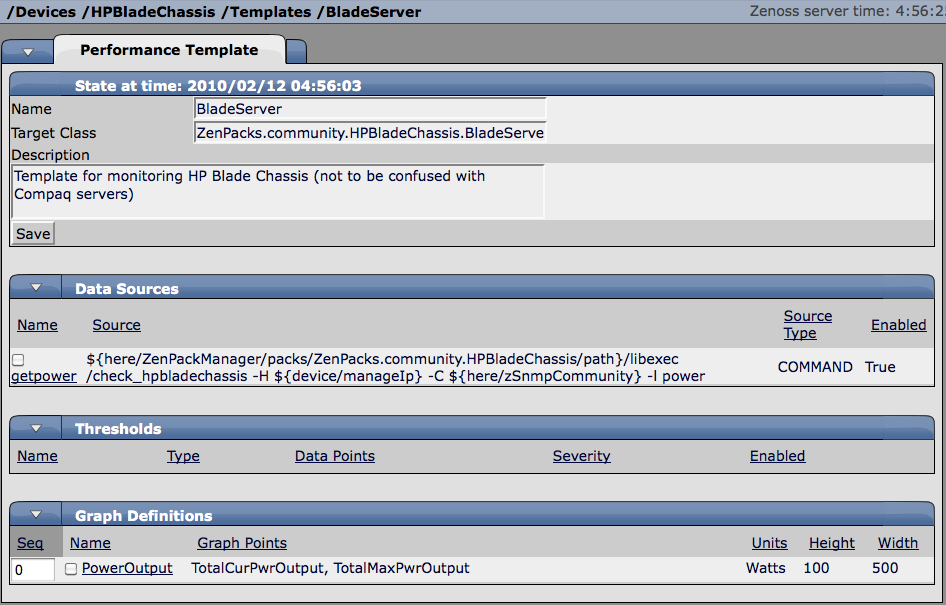 /Devices /HPBladeChassis /Templates /BladeServer
Zenoss server time: 4:56:2
Performance Template
State at time: 2010/02/12 04:56:03
Name BladeServer
Target Class ZenPacks.community.HPBladeChassis.BladeServe
Description
Template for monitoring HP Blade Chassis (not to be confused with
Compaq servers)
Save
Data Sources
Name Source Source Type Enabled
getpower ${here/ZenPackManager/packs/ZenPacks.community.HPBladeChassis/path}/libexec
/check_hpbladechassis -H ${device/manageIp} -C ${here/zSnmpCommunity} -l power COMMAND True
Thresholds
Name Type Data Points Severity Enabled
Graph Definitions
Seq Name Graph Points Units Height Width
0 PowerOutput TotalCurPwrOutput, TotalMaxPwrOutput Watts 100 500